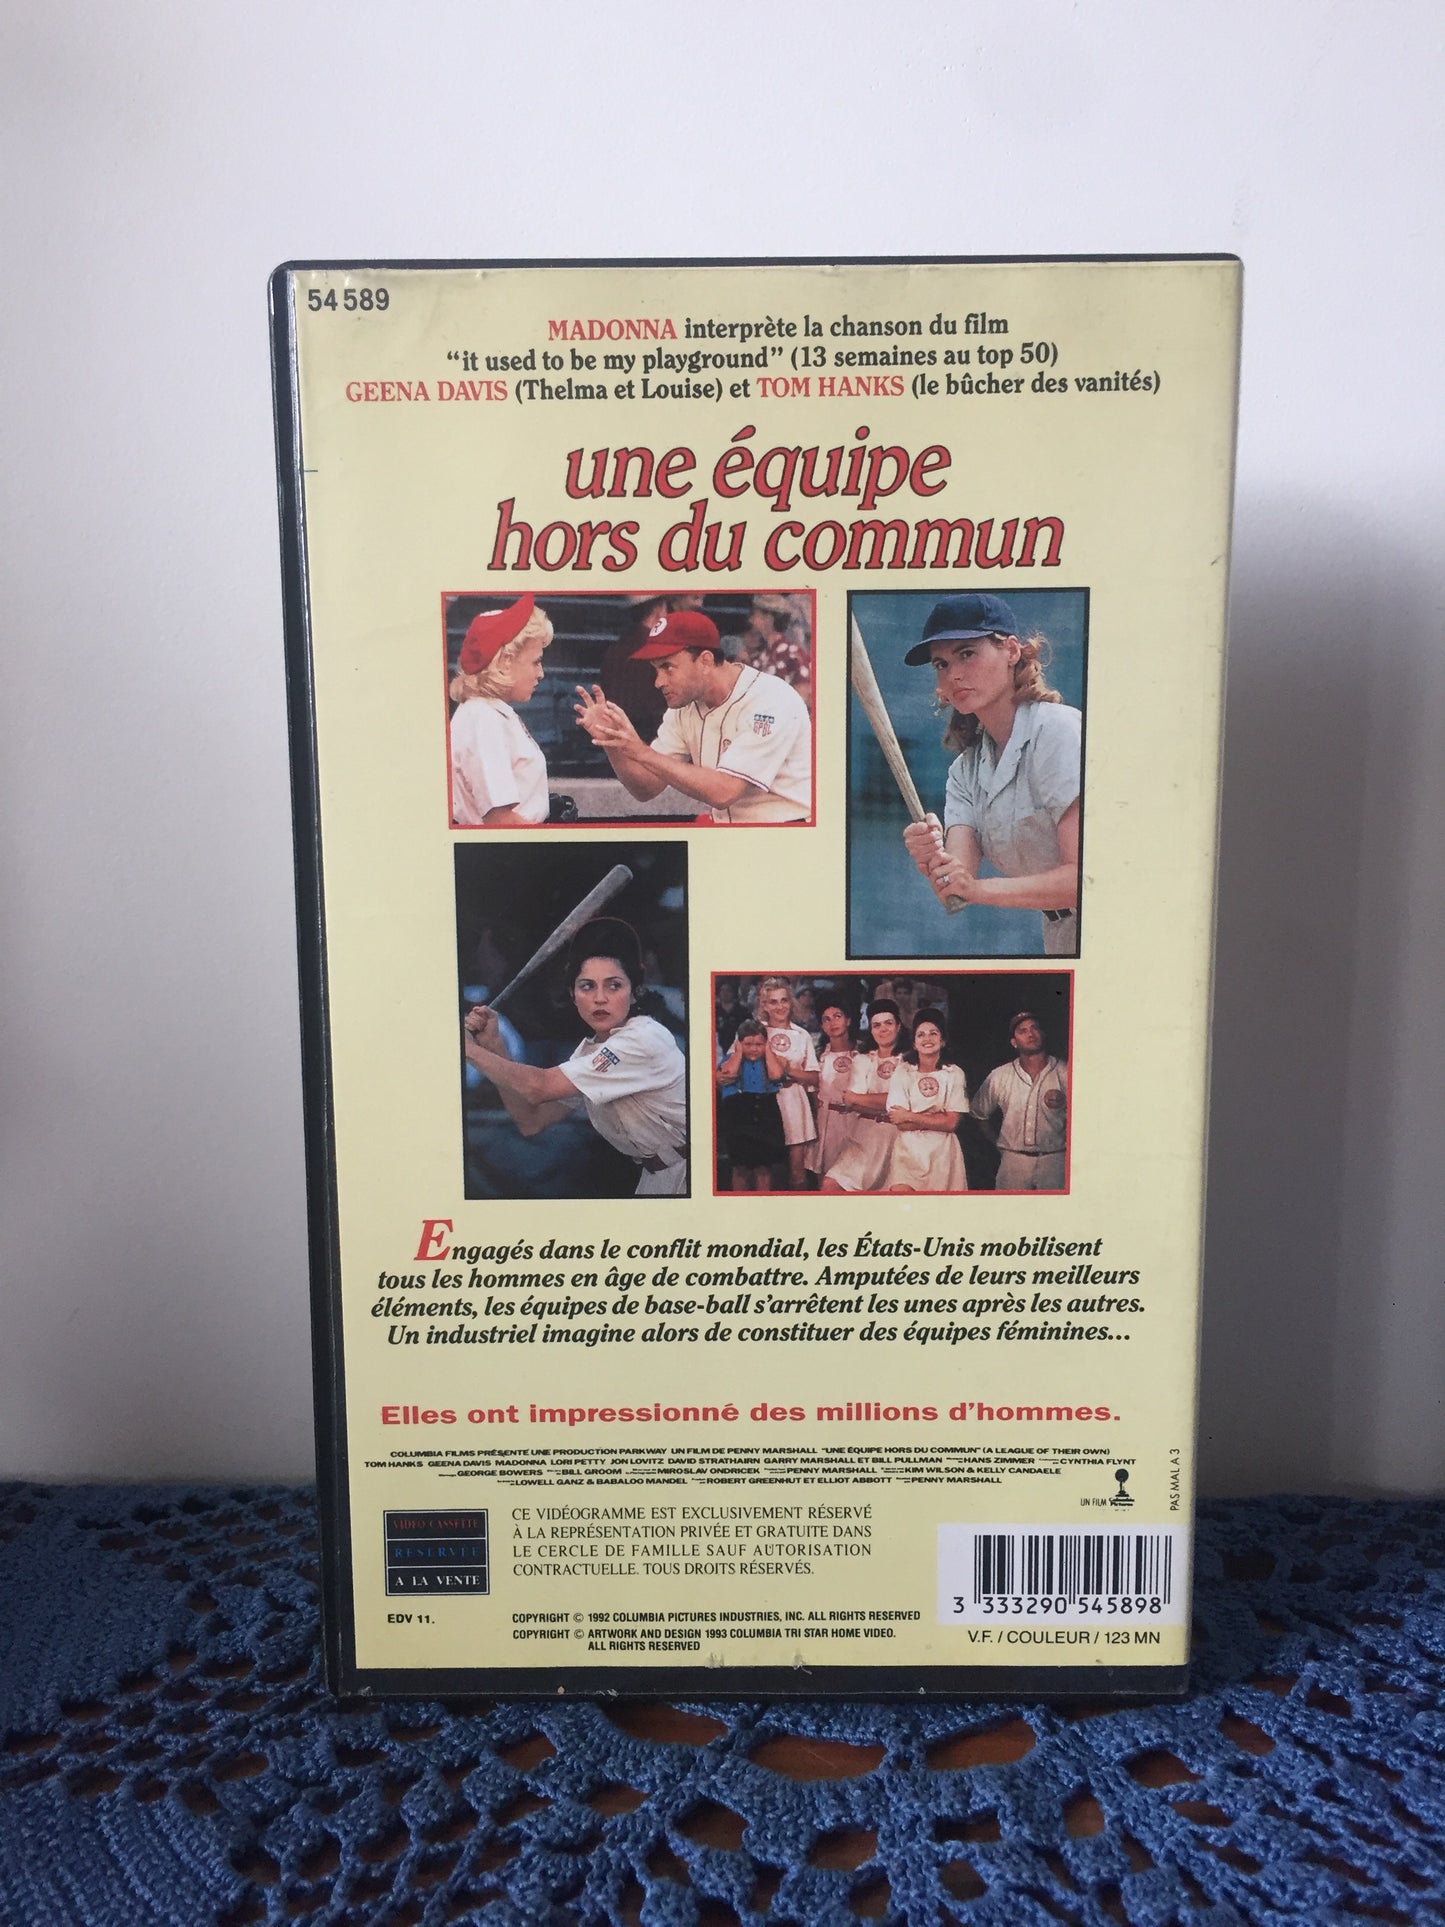 54 589
MADONNA interprète la chanson du film
“it used to be my playground” (13 semaines au top 50)
GEENA DAVIS (Thelma et Louise) et TOM HANKS (le bûcher des vanités)
une équipe
hors du commun
Engagés dans le conflit mondial, les États-Unis mobilisent
tous les hommes en âge de combattre. Amputées de leurs meilleurs
éléments, les équipes de base-ball s’arrêtent les unes après les autres.
Un industriel imagine alors de constituer des équipes féminines...
Elles ont impressionné des millions d’hommes.
COLUMBIA FILMS PRÉSENTE UNE PRODUCTION PARKWAY UN FILM DE PENNY MARSHALL "UNE ÉQUIPE HORS DU COMMUN" (A LEAGUE OF THEIR OWN)
TOM HANKS GEENA DAVIS MADONNA LORI PETTY JON LOVITZ DAVID STRATHAIRN GARRY MARSHALL ET BILL PULLMAN HANS ZIMMER CYNTHIA FLYNT
GEORGE BOWERS BILL GROOM MIROSLAV ONDRICEK PENNY MARSHALL KIM WILSON & KELLY CANDAELE
LOWELL GANZ & BABALOO MANDEL ROBERT GREENHUT ET ELLIOT ABBOTT PENNY MARSHALL
UN FILM
PAS MAL A 3
VIDÉO CASSETTE
RÉSERVÉE
A LA VENTE
CE VIDÉOGRAMME EST EXCLUSIVEMENT RÉSERVÉ
À LA REPRÉSENTATION PRIVÉE ET GRATUITE DANS
LE CERCLE DE FAMILLE SAUF AUTORISATION
CONTRACTUELLE. TOUS DROITS RÉSERVÉS.
EDV 11.
COPYRIGHT © 1992 COLUMBIA PICTURES INDUSTRIES, INC. ALL RIGHTS RESERVED
COPYRIGHT © ARTWORK AND DESIGN 1993 COLUMBIA TRI STAR HOME VIDEO.
ALL RIGHTS RESERVED
3 333290 545898
V.F. / COULEUR / 123 MN